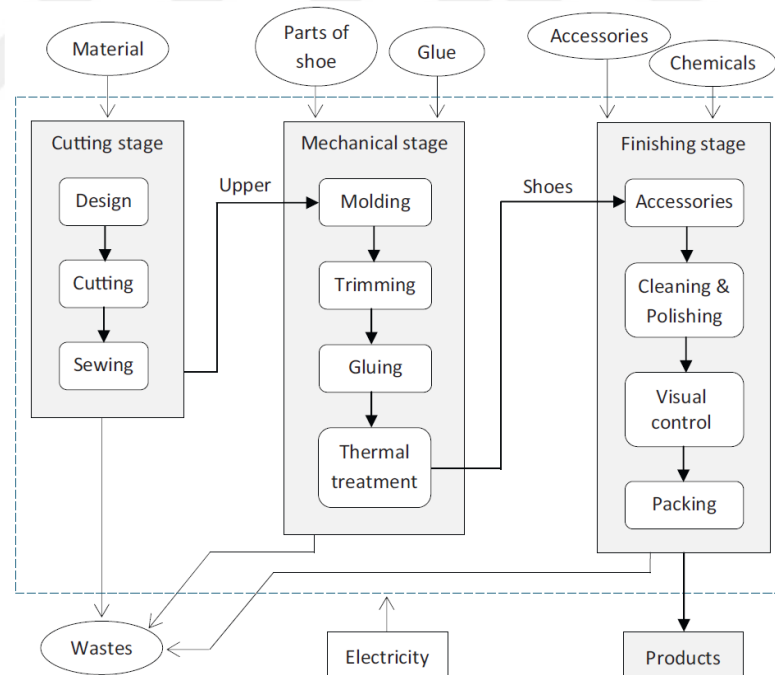 Material
Parts of
shoe
Glue
Accessories
Chemicals
Cutting stage
Design
Cutting
Sewing
Upper
Mechanical stage
Molding
Trimming
Gluing
Thermal
treatment
Shoes
Finishing stage
Accessories
Cleaning &
Polishing
Visual
control
Packing
Wastes
Electricity
Products